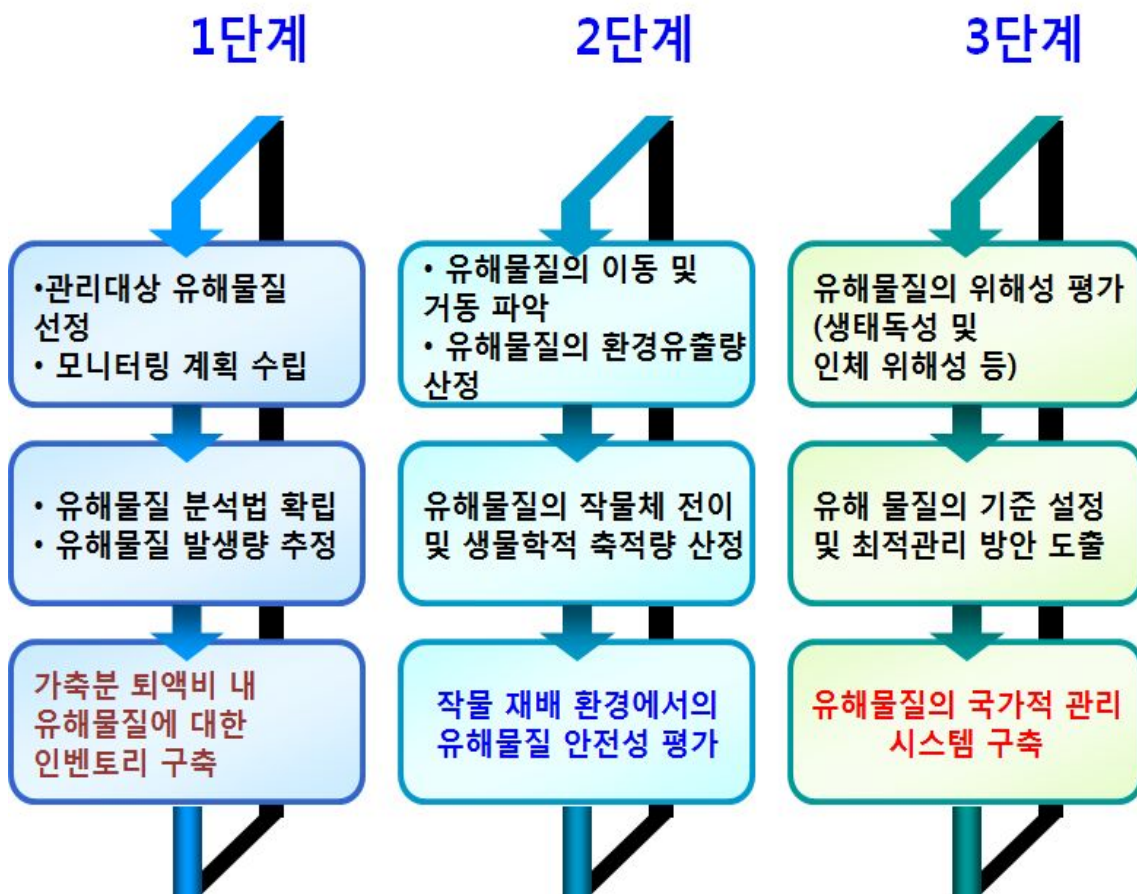 1단계
•관리대상 유해물질
선정
• 모니터링 계획 수립
• 유해물질 분석법 확립
• 유해물질 발생량 추정
가축분 퇴액비 내
유해물질에 대한
인벤토리 구축
2단계
• 유해물질의 이동 및
거동 파악
• 유해물질의 환경유출량
산정
유해물질의 작물체 전이
및 생물학적 축적량 산정
작물 재배 환경에서의
유해물질 안전성 평가
3단계
유해물질의 위해성 평가
(생태독성 및
인체 위해성 등)
유해 물질의 기준 설정
및 최적관리 방안 도출
유해물질의 국가적 관리
시스템 구축